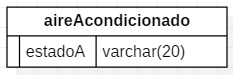 aireAcondicionado
estadoA varchar(20)